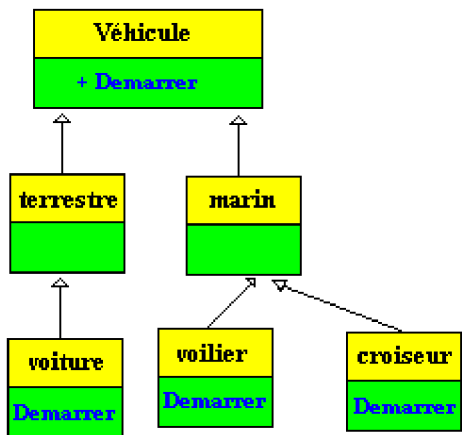 Véhicule
+ Demarrer
terrestre
marin
voiture
Demarrer
voilier
Demarrer
croiseur
Demarrer